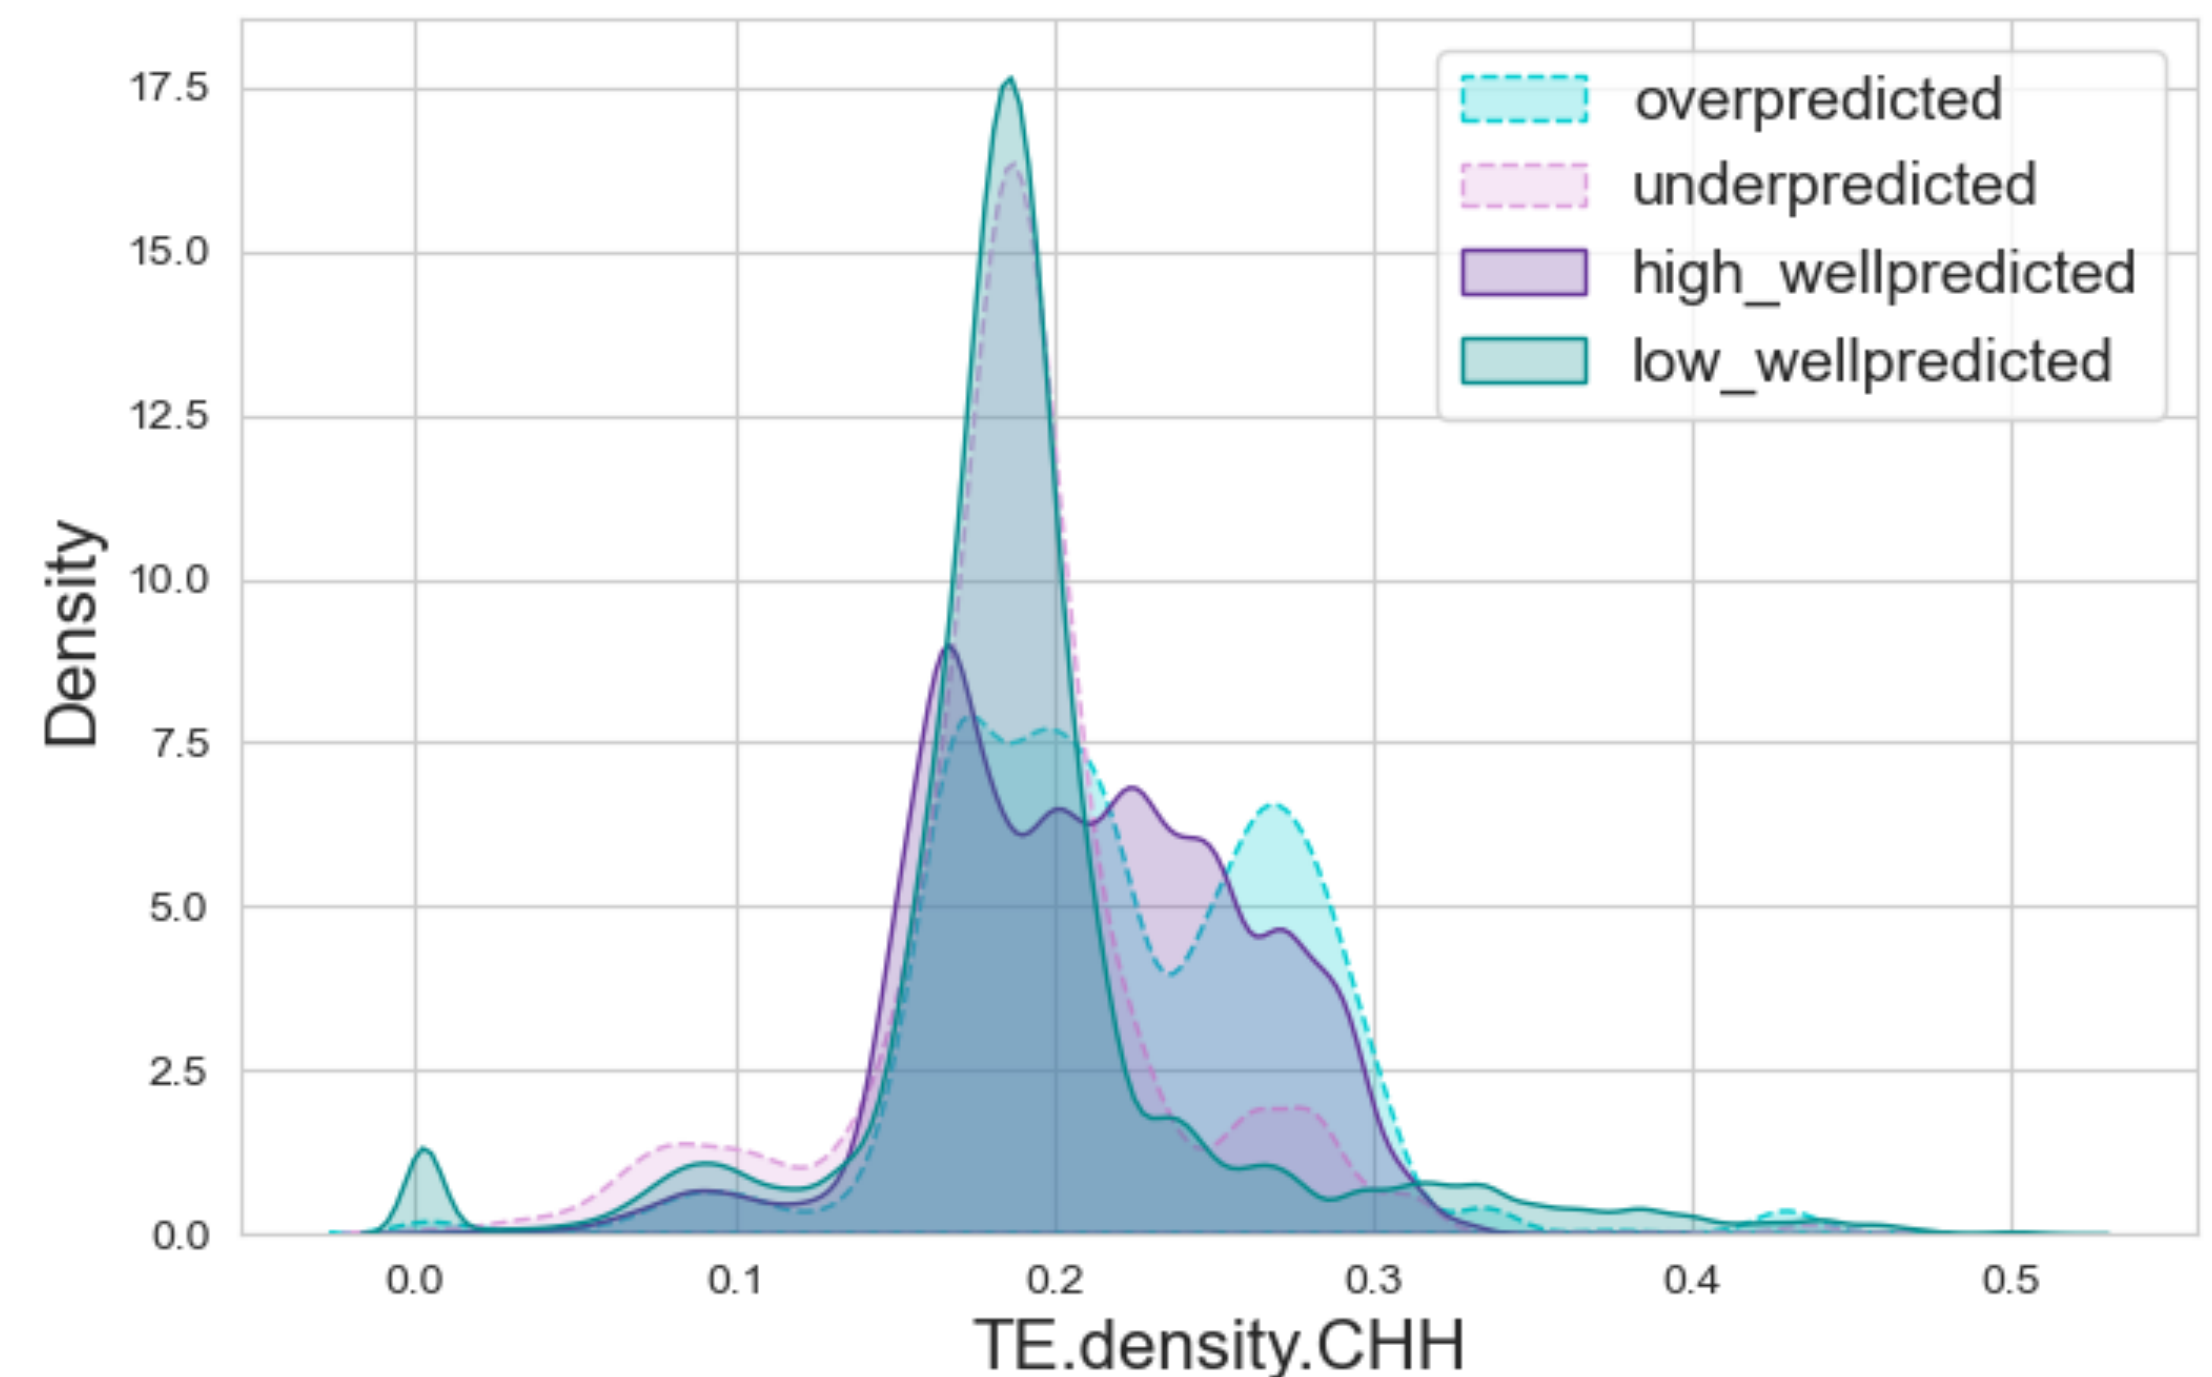 17.5
15.0
12.5
10.0
7.5
5.0
2.5
0.0
Density
overpredicted
underpredicted
high_wellpredicted
low_wellpredicted
0.0 0.1 0.2 0.3 0.4 0.5
TE.density.CHH